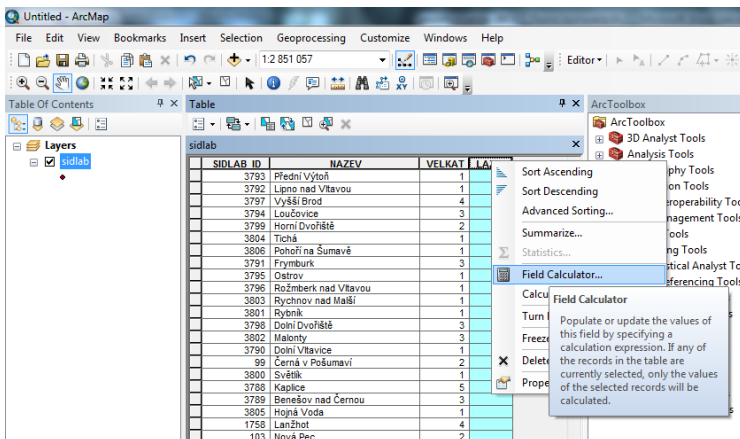 Untitled - ArcMap
File Edit View Bookmarks Insert Selection Geoprocessing Customize Windows Help
1:2 851 057 Editor
Table Of Contents Table ArcToolbox
ArcToolbox
Layers sidlab 3D Analyst Tools
sidlab Analysis Tools
SIDLAB_ID NAZEV VELKAT
3793 Přední Výtoň 1 Sort Ascending
3792 Lipno nad Vltavou 1 Sort Descending
3797 Vyšší Brod 4
3794 Loučovice 3 Advanced Sorting...
3799 Horní Dvořiště 2
3804 Tichá 1 Summarize...
3806 Pohoří na Šumavě 1 Statistics...
3791 Frymburk 3
3795 Ostrov 1 Field Calculator...
3796 Rožmberk nad Vltavou 1
3803 Rychnov nad Malší 1
3801 Rybník 1
3798 Dolní Dvořiště 3
3802 Malonty 3
3790 Dolní Vltavice 1
99 Černá v Pošumaví 2
3800 Světlík 1
3788 Kaplice 5
3789 Benešov nad Černou 3
3805 Hojná Voda 1
1758 Lanžhot 4
103 Nová Pec 2
Field Calculator
Populate or update the values of
this field by specifying a
calculation expression. If any of
the records in the table are
currently selected, only the values
of the selected records will be
calculated.